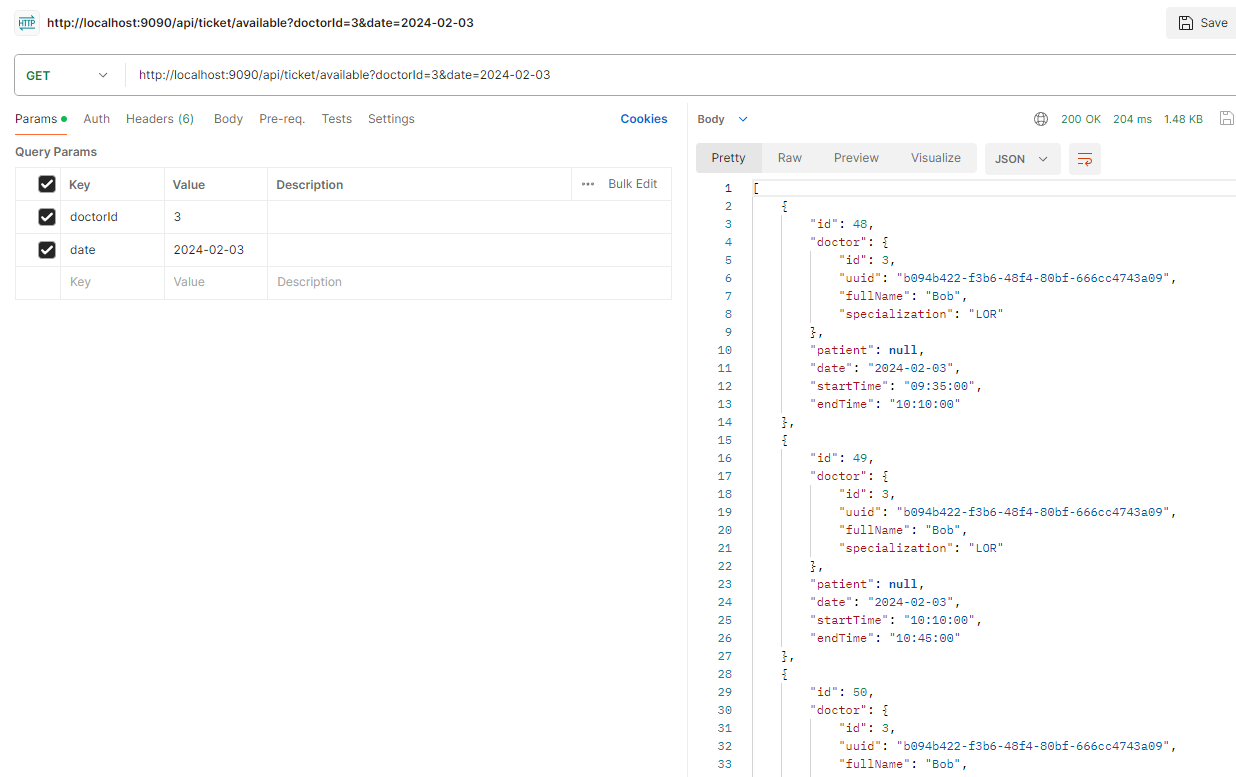 HTTP http://localhost:9090/api/ticket/available?doctorId=3&date=2024-02-03 Save
GET http://localhost:9090/api/ticket/available?doctorId=3&date=2024-02-03
Params Auth Headers (6) Body Pre-req. Tests Settings Cookies
Query Params
Key Value Description ••• Bulk Edit
doctorId 3
date 2024-02-03
Key Value Description
Body 200 OK 204 ms 1.48 KB
Pretty Raw Preview Visualize JSON
1 [
2 {
3 "id": 48,
4 "doctor": {
5 "id": 3,
6 "uuid": "b094b422-f3b6-48f4-80bf-666cc4743a09",
7 "fullName": "Bob",
8 "specialization": "LOR"
9 },
10 "patient": null,
11 "date": "2024-02-03",
12 "startTime": "09:35:00",
13 "endTime": "10:10:00"
14 },
15 {
16 "id": 49,
17 "doctor": {
18 "id": 3,
19 "uuid": "b094b422-f3b6-48f4-80bf-666cc4743a09",
20 "fullName": "Bob",
21 "specialization": "LOR"
22 },
23 "patient": null,
24 "date": "2024-02-03",
25 "startTime": "10:10:00",
26 "endTime": "10:45:00"
27 },
28 {
29 "id": 50,
30 "doctor": {
31 "id": 3,
32 "uuid": "b094b422-f3b6-48f4-80bf-666cc4743a09",
33 "fullName": "Bob",